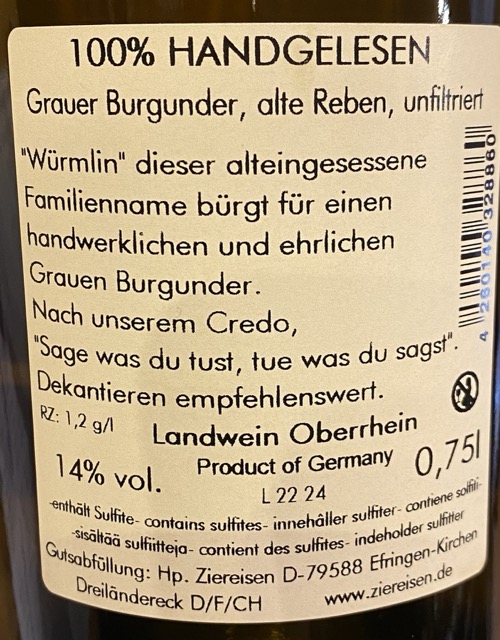 100% HANDGELESEN
Grauer Burgunder, alte Reben, unfiltriert
"Würmlin" dieser alteingesessene
Familienname bürgt für einen
handwerklichen und ehrlichen
Grauen Burgunder.
Nach unserem Credo,
"Sage was du tust, tue was du sagst".
Dekantieren empfehlenswert.
RZ: 1,2 g/l
Landwein Oberrhein
14% vol.
Product of Germany
0,75l
L 22 24
-enthält Sulfite- contains sulfites- innehåller sulfiter- contiene solfiti-
-sisältää sulfiitteja- contient des sulfites- indeholder sulfitter
Gutsabfüllung: Hp. Ziereisen D-79588 Efringen-Kirchen
Dreiländereck D/F/CH
www.ziereisen.de
4 260140 328860